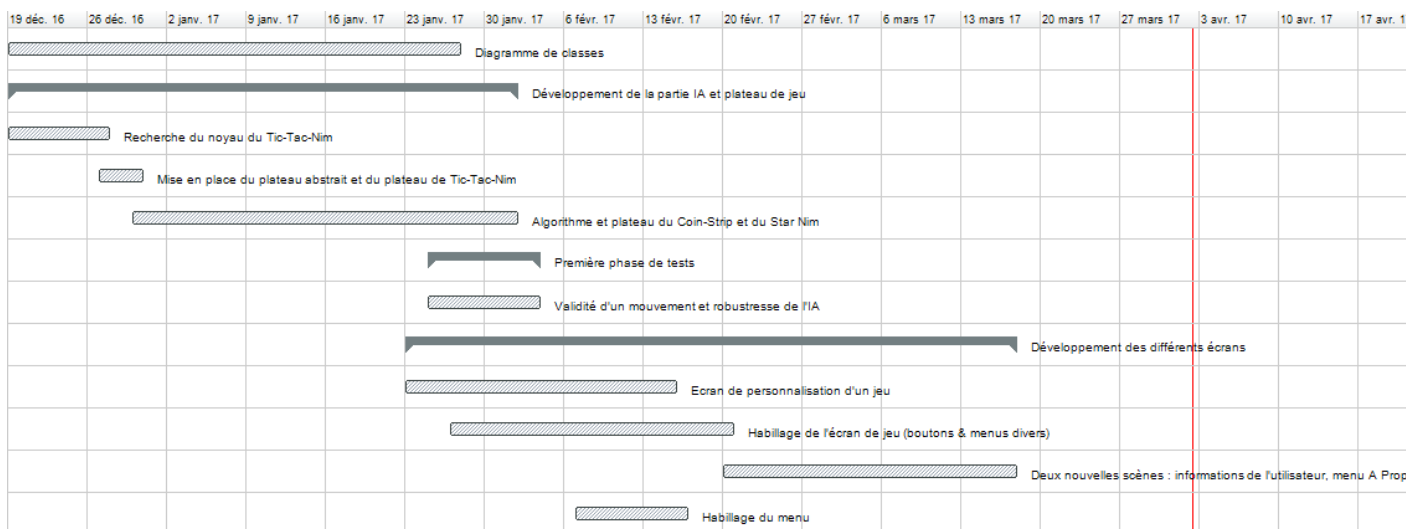 19 déc. 16 26 déc. 16 2 janv. 17 9 janv. 17 16 janv. 17 23 janv. 17 30 janv. 17 6 févr. 17 13 févr. 17 20 févr. 17 27 févr. 17 6 mars 17 13 mars 17 20 mars 17 27 mars 17 3 avr. 17 10 avr. 17 17 avr. 1
Diagramme de classes
Développement de la partie IA et plateau de jeu
Recherche du noyau du Tic-Tac-Nim
Mise en place du plateau abstrait et du plateau de Tic-Tac-Nim
Algorithme et plateau du Coin-Strip et du Star Nim
Première phase de tests
Validité d'un mouvement et robustresse de l'IA
Développement des différents écrans
Ecran de personnalisation d'un jeu
Habillage de l'écran de jeu (boutons & menus divers)
Deux nouvelles scènes : informations de l'utilisateur, menu A Prop
Habillage du menu